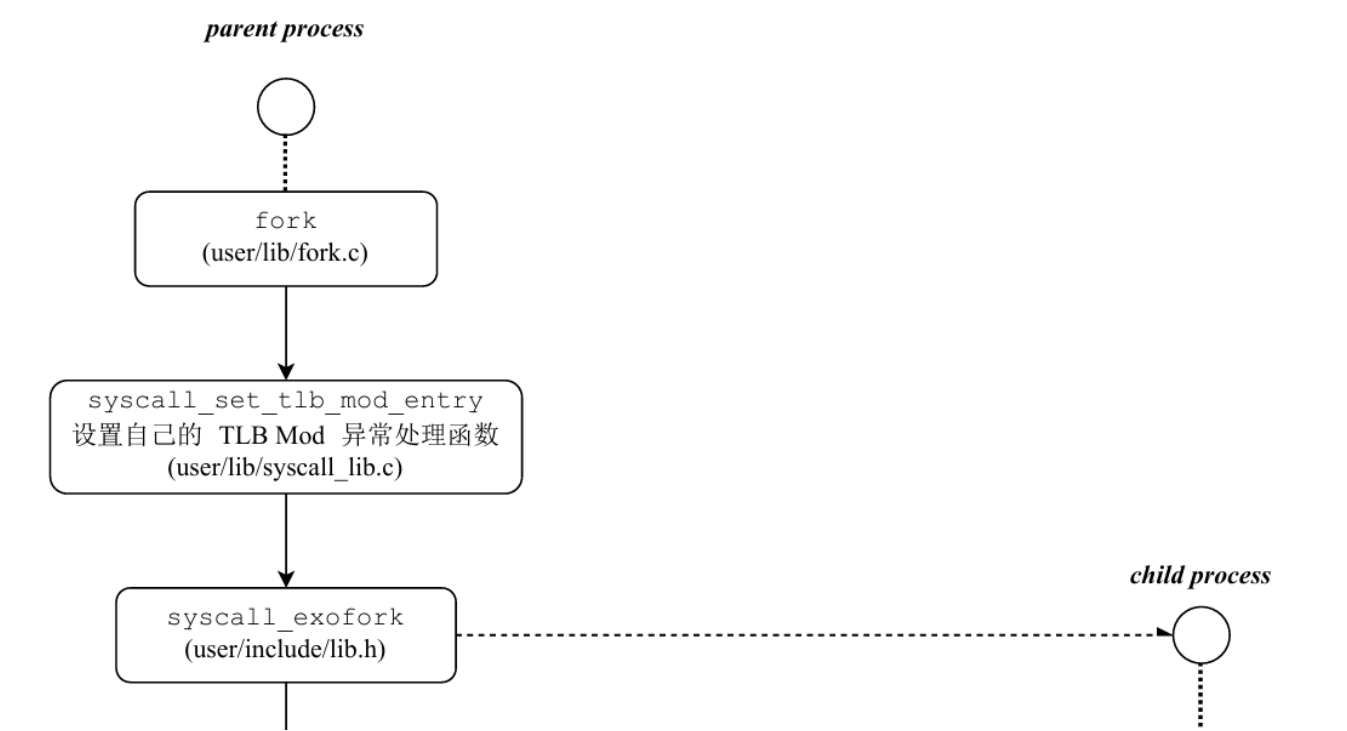 parent process
fork
(user/lib/fork.c)
syscall_set_tlb_mod_entry
设置自己的 TLB Mod 异常处理函数
(user/lib/syscall_lib.c)
child process
syscall_exofork
(user/include/lib.h)